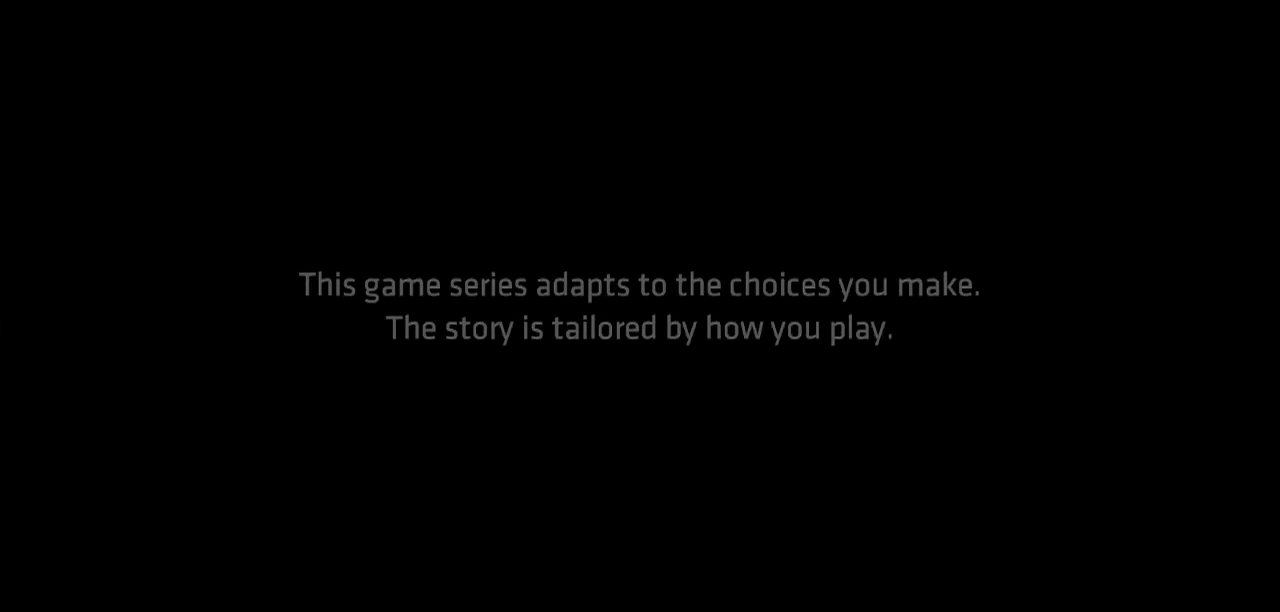 This game series adapts to the choices you make.
The story is tailored by how you play.